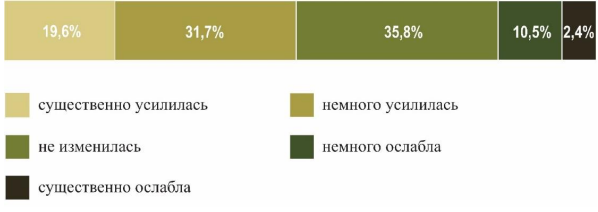 19,6% 31,7% 35,8% 10,5% 2,4%
существенно усилилась немного усилилась
не изменилась немного ослабла
существенно ослабла